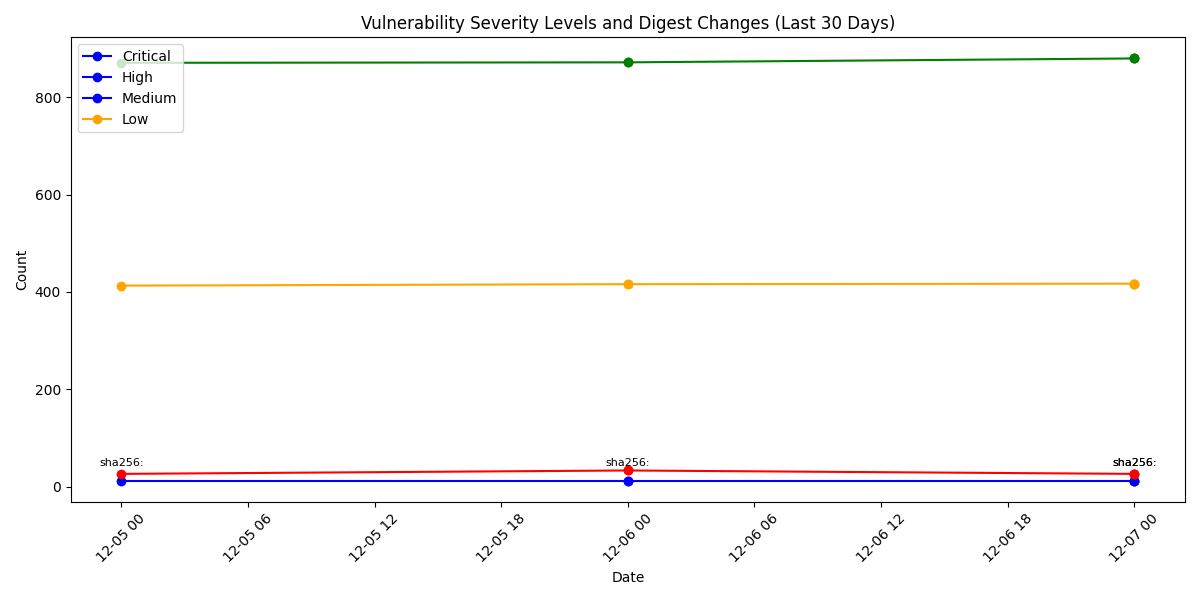 Vulnerability Severity Levels and Digest Changes (Last 30 Days)
Critical
High
Medium
Low
Count
800
600
400
200
0
sha256:
sha256:
sha256:
12-05 00
12-05 06
12-05 12
12-05 18
12-06 00
12-06 06
12-06 12
12-06 18
12-07 00
Date